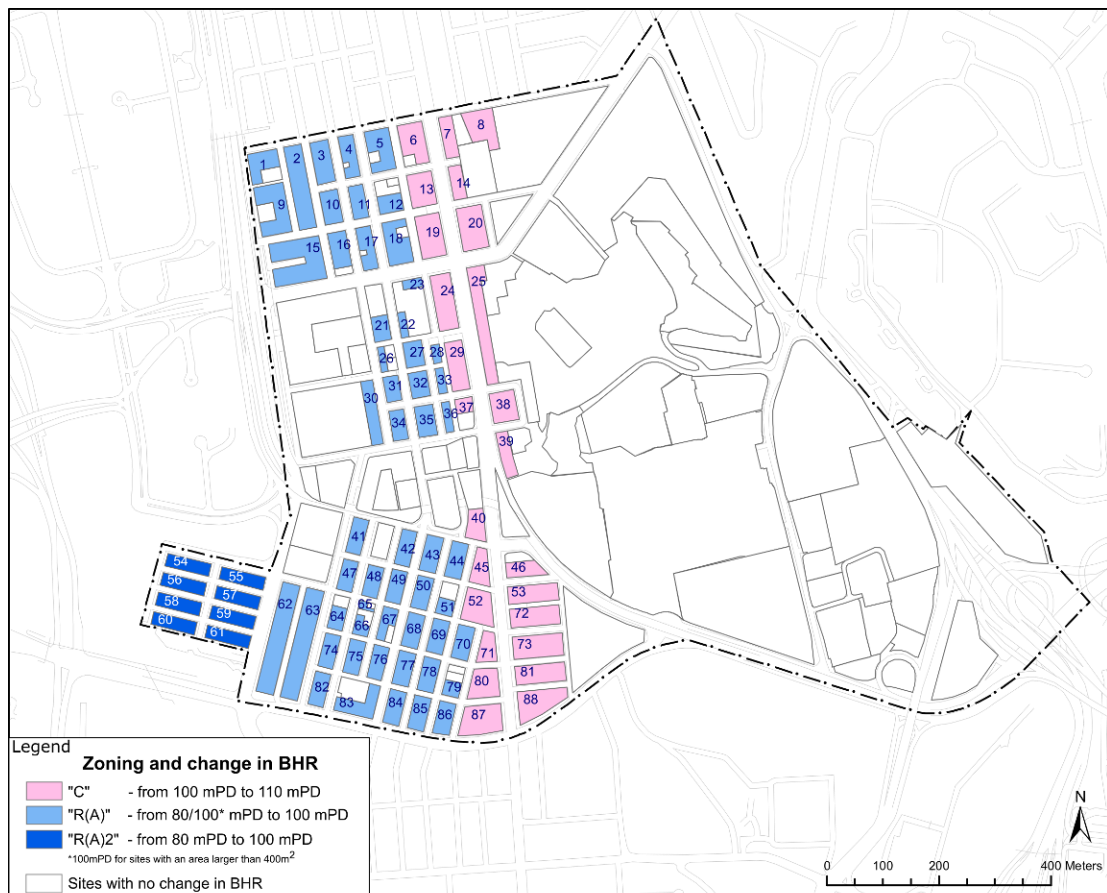 1 2 3 4 5 6 7 8
9 10 11 12 13 14
15 16 17 18 19 20
23 24 25
21 22
26 27 28 29
30 31 32 33
34 35 36 37 38
39
40
41 42 43 44 45 46
47 48 49 50 51 52 53
54 55
56 57
58 59
60 61
62 63 64 65 66 67 68 69 70 71 72
73
74 75 76 77 78 79 80 81
82 83 84 85 86 87 88
Legend
Zoning and change in BHR
"C" - from 100 mPD to 110 mPD
"R(A)" - from 80/100* mPD to 100 mPD
"R(A)2" - from 80 mPD to 100 mPD
*100mPD for sites with an area larger than 400m²
Sites with no change in BHR
N
0 100 200 400 Meters